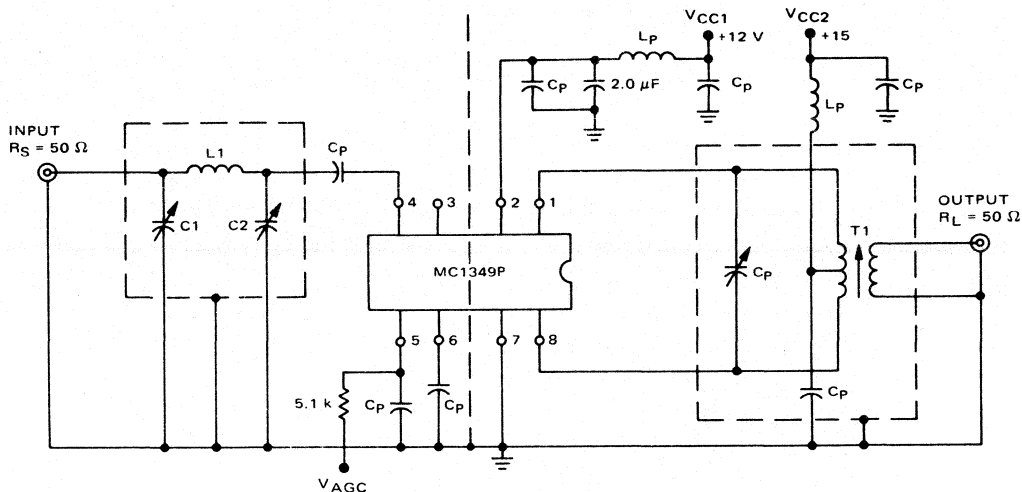 VCC1
+12 V
VCC2
+15
LP
CP
2.0 µF
CP
LP
CP
INPUT
RS = 50 Ω
L1
CP
C1
C2
4
3
2
1
MC1349P
5
6
7
8
5.1 k
CP
CP
VAGC
CP
T1
OUTPUT
RL = 50 Ω
CP